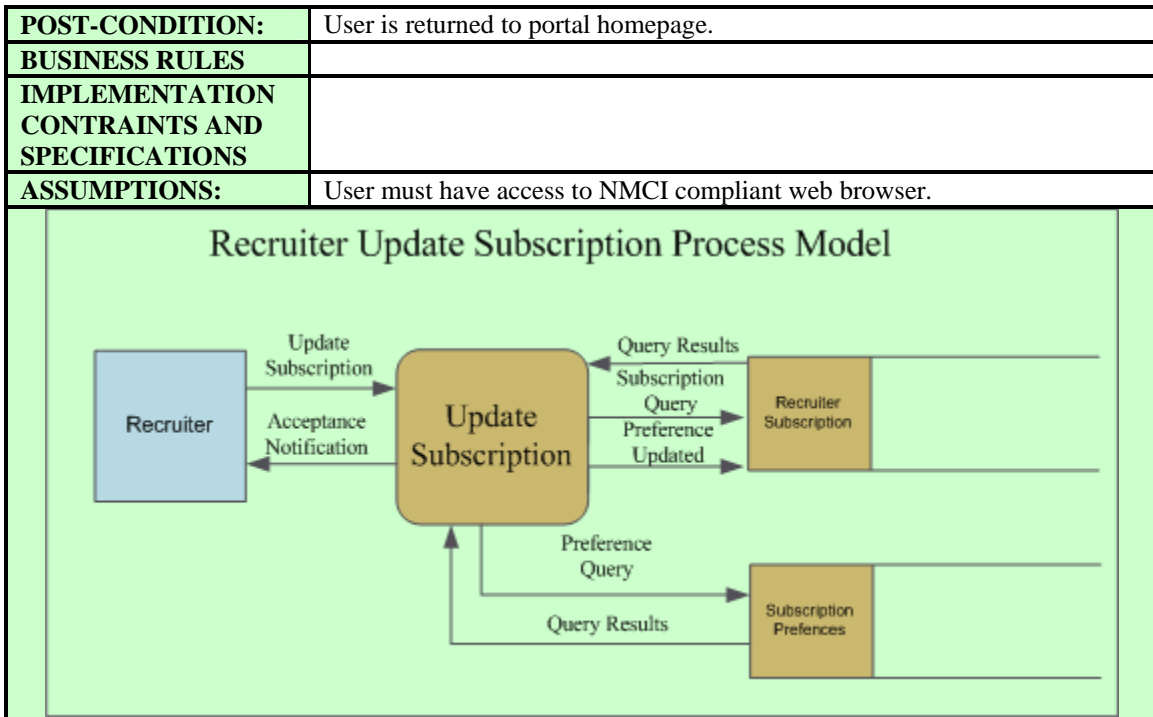 POST-CONDITION: User is returned to portal homepage.
BUSINESS RULES
IMPLEMENTATION
CONTRAINTS AND
SPECIFICATIONS
ASSUMPTIONS: User must have access to NMCI compliant web browser.
Recruiter Update Subscription Process Model
Recruiter
Update
Subscription
Acceptance
Notification
Update
Subscription
Query Results
Subscription
Query
Preference
Updated
Recruiter
Subscription
Preference
Query
Query Results
Subscription
Prefences